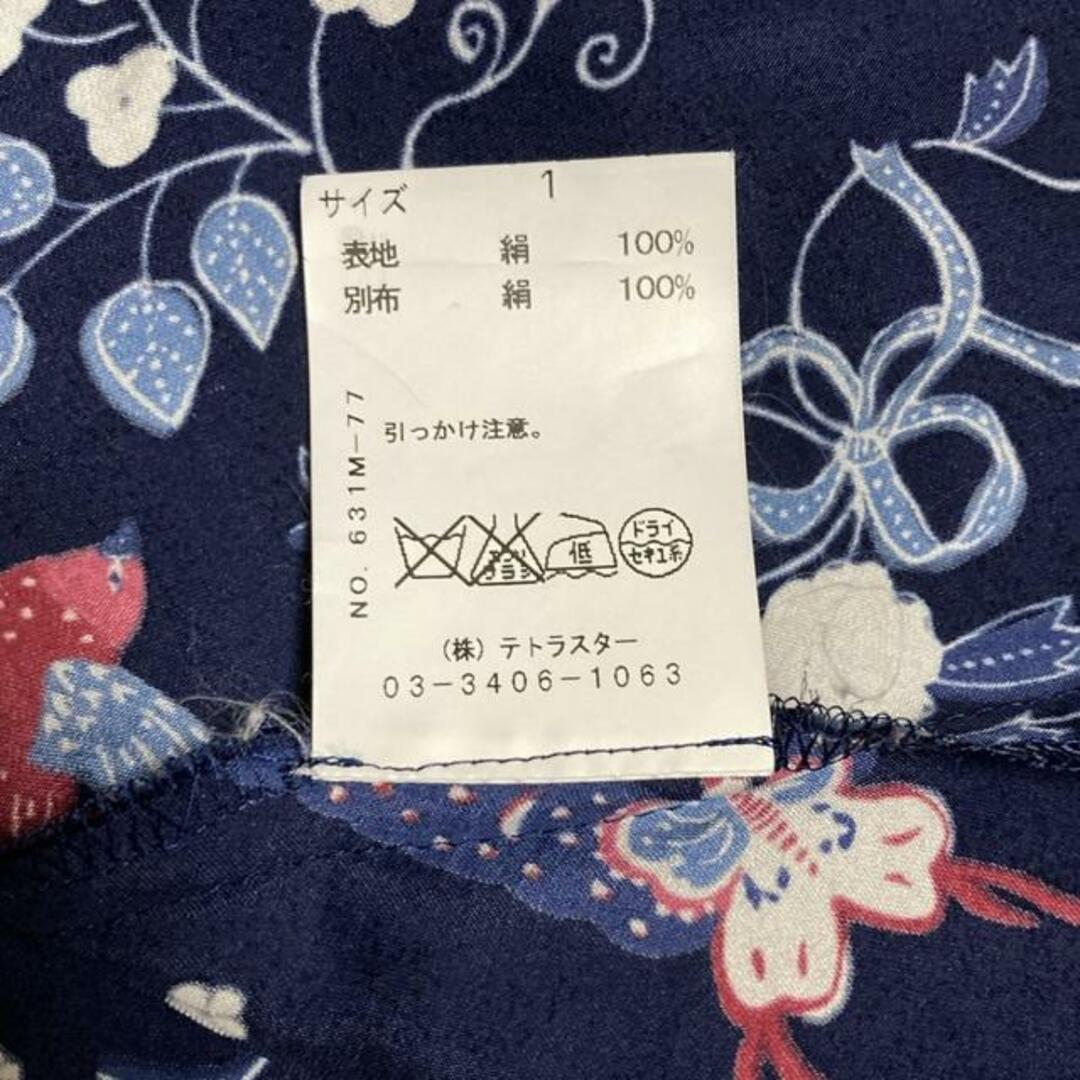 サイズ 1
表地 絹 100%
別布 絹 100%
引っかけ注意。
NO. 631M-77
低
ドライ
セキユ系
(株) テトラスター
03-3406-1063